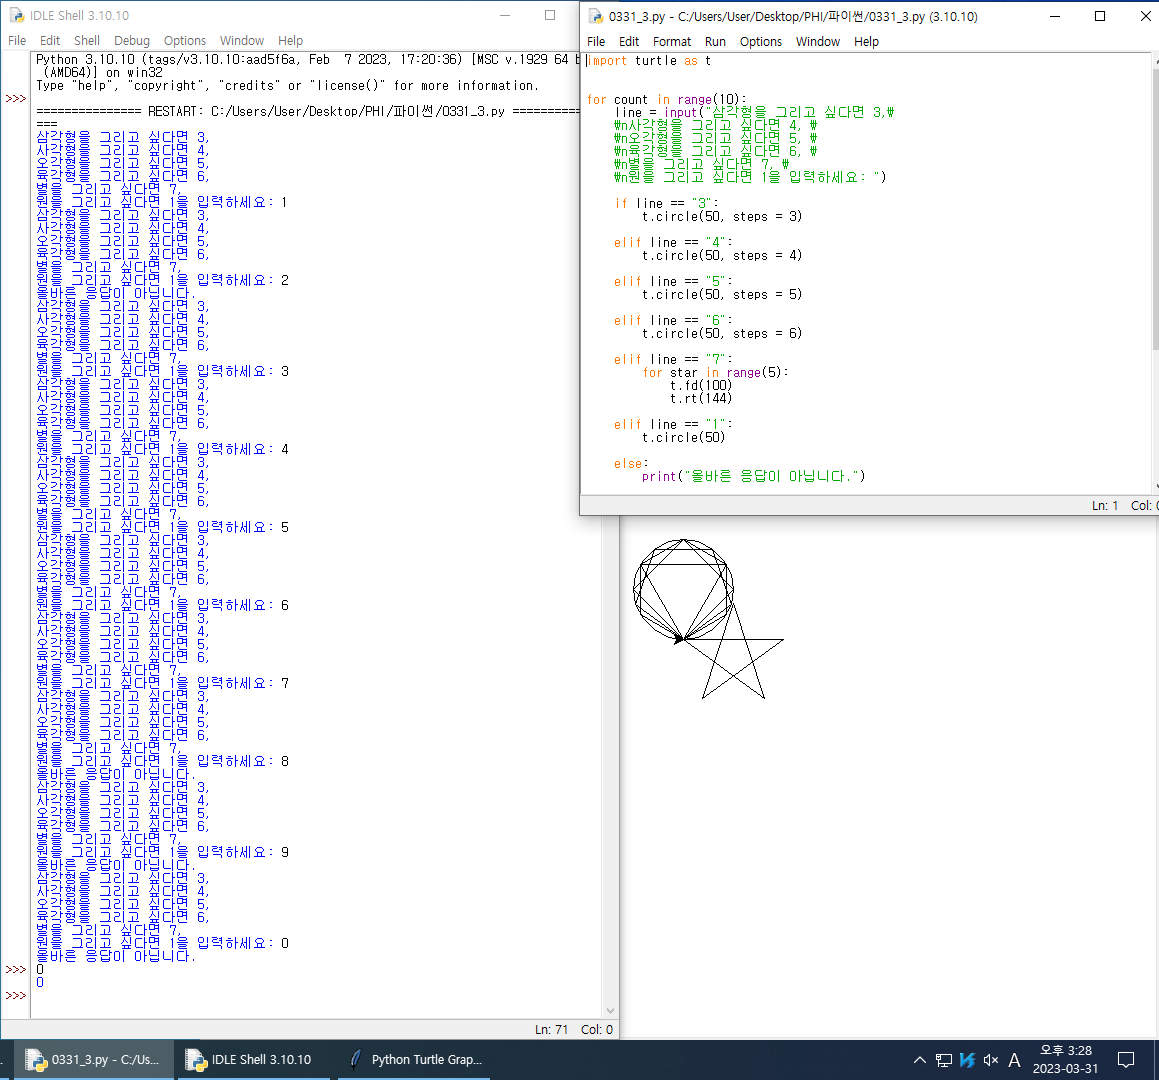 IDLE Shell 3.10.10
File Edit Shell Debug Options Window Help
Python 3.10.10 (tags/v3.10.10:aad5f6a, Feb  7 2023, 17:20:36) [MSC v.1929 64 b
(AMD64)] on win32
Type "help", "copyright", "credits" or "license()" for more information.
>>>
=============== RESTART: C:/Users/User/Desktop/PHI/파이썬/0331_3.py ==========
===
삼각형을 그리고 싶다면 3,
사각형을 그리고 싶다면 4,
오각형을 그리고 싶다면 5,
육각형을 그리고 싶다면 6,
별을 그리고 싶다면 7,
원을 그리고 싶다면 1을 입력하세요: 1
삼각형을 그리고 싶다면 3,
사각형을 그리고 싶다면 4,
오각형을 그리고 싶다면 5,
육각형을 그리고 싶다면 6,
별을 그리고 싶다면 7,
원을 그리고 싶다면 1을 입력하세요: 2
올바른 응답이 아닙니다.
삼각형을 그리고 싶다면 3,
사각형을 그리고 싶다면 4,
오각형을 그리고 싶다면 5,
육각형을 그리고 싶다면 6,
별을 그리고 싶다면 7,
원을 그리고 싶다면 1을 입력하세요: 3
삼각형을 그리고 싶다면 3,
사각형을 그리고 싶다면 4,
오각형을 그리고 싶다면 5,
육각형을 그리고 싶다면 6,
별을 그리고 싶다면 7,
원을 그리고 싶다면 1을 입력하세요: 4
삼각형을 그리고 싶다면 3,
사각형을 그리고 싶다면 4,
오각형을 그리고 싶다면 5,
육각형을 그리고 싶다면 6,
별을 그리고 싶다면 7,
원을 그리고 싶다면 1을 입력하세요: 5
삼각형을 그리고 싶다면 3,
사각형을 그리고 싶다면 4,
오각형을 그리고 싶다면 5,
육각형을 그리고 싶다면 6,
별을 그리고 싶다면 7,
원을 그리고 싶다면 1을 입력하세요: 6
삼각형을 그리고 싶다면 3,
사각형을 그리고 싶다면 4,
오각형을 그리고 싶다면 5,
육각형을 그리고 싶다면 6,
별을 그리고 싶다면 7,
원을 그리고 싶다면 1을 입력하세요: 7
삼각형을 그리고 싶다면 3,
사각형을 그리고 싶다면 4,
오각형을 그리고 싶다면 5,
육각형을 그리고 싶다면 6,
별을 그리고 싶다면 7,
원을 그리고 싶다면 1을 입력하세요: 8
올바른 응답이 아닙니다.
삼각형을 그리고 싶다면 3,
사각형을 그리고 싶다면 4,
오각형을 그리고 싶다면 5,
육각형을 그리고 싶다면 6,
별을 그리고 싶다면 7,
원을 그리고 싶다면 1을 입력하세요: 9
올바른 응답이 아닙니다.
삼각형을 그리고 싶다면 3,
사각형을 그리고 싶다면 4,
오각형을 그리고 싶다면 5,
육각형을 그리고 싶다면 6,
별을 그리고 싶다면 7,
원을 그리고 싶다면 1을 입력하세요: 0
올바른 응답이 아닙니다.
>>> 0
0
>>>
Ln: 71 Col: 0
0331_3.py - C:/Users/User/Desktop/PHI/파이썬/0331_3.py (3.10.10)
File Edit Format Run Options Window Help
import turtle as t
for count in range(10):
    line = input("삼각형을 그리고 싶다면 3,₩
    ₩n사각형을 그리고 싶다면 4, ₩
    ₩n오각형을 그리고 싶다면 5, ₩
    ₩n육각형을 그리고 싶다면 6, ₩
    ₩n별을 그리고 싶다면 7, ₩
    ₩n원을 그리고 싶다면 1을 입력하세요: ")
    if line == "3":
        t.circle(50, steps = 3)
    elif line == "4":
        t.circle(50, steps = 4)
    elif line == "5":
        t.circle(50, steps = 5)
    elif line == "6":
        t.circle(50, steps = 6)
    elif line == "7":
        for star in range(5):
            t.fd(100)
            t.rt(144)
    elif line == "1":
        t.circle(50)
    else:
        print("올바른 응답이 아닙니다.")
Ln: 1 Col: 0
0331_3.py - C:/Us... IDLE Shell 3.10.10 Python Turtle Grap... A 오후 3:28
2023-03-31